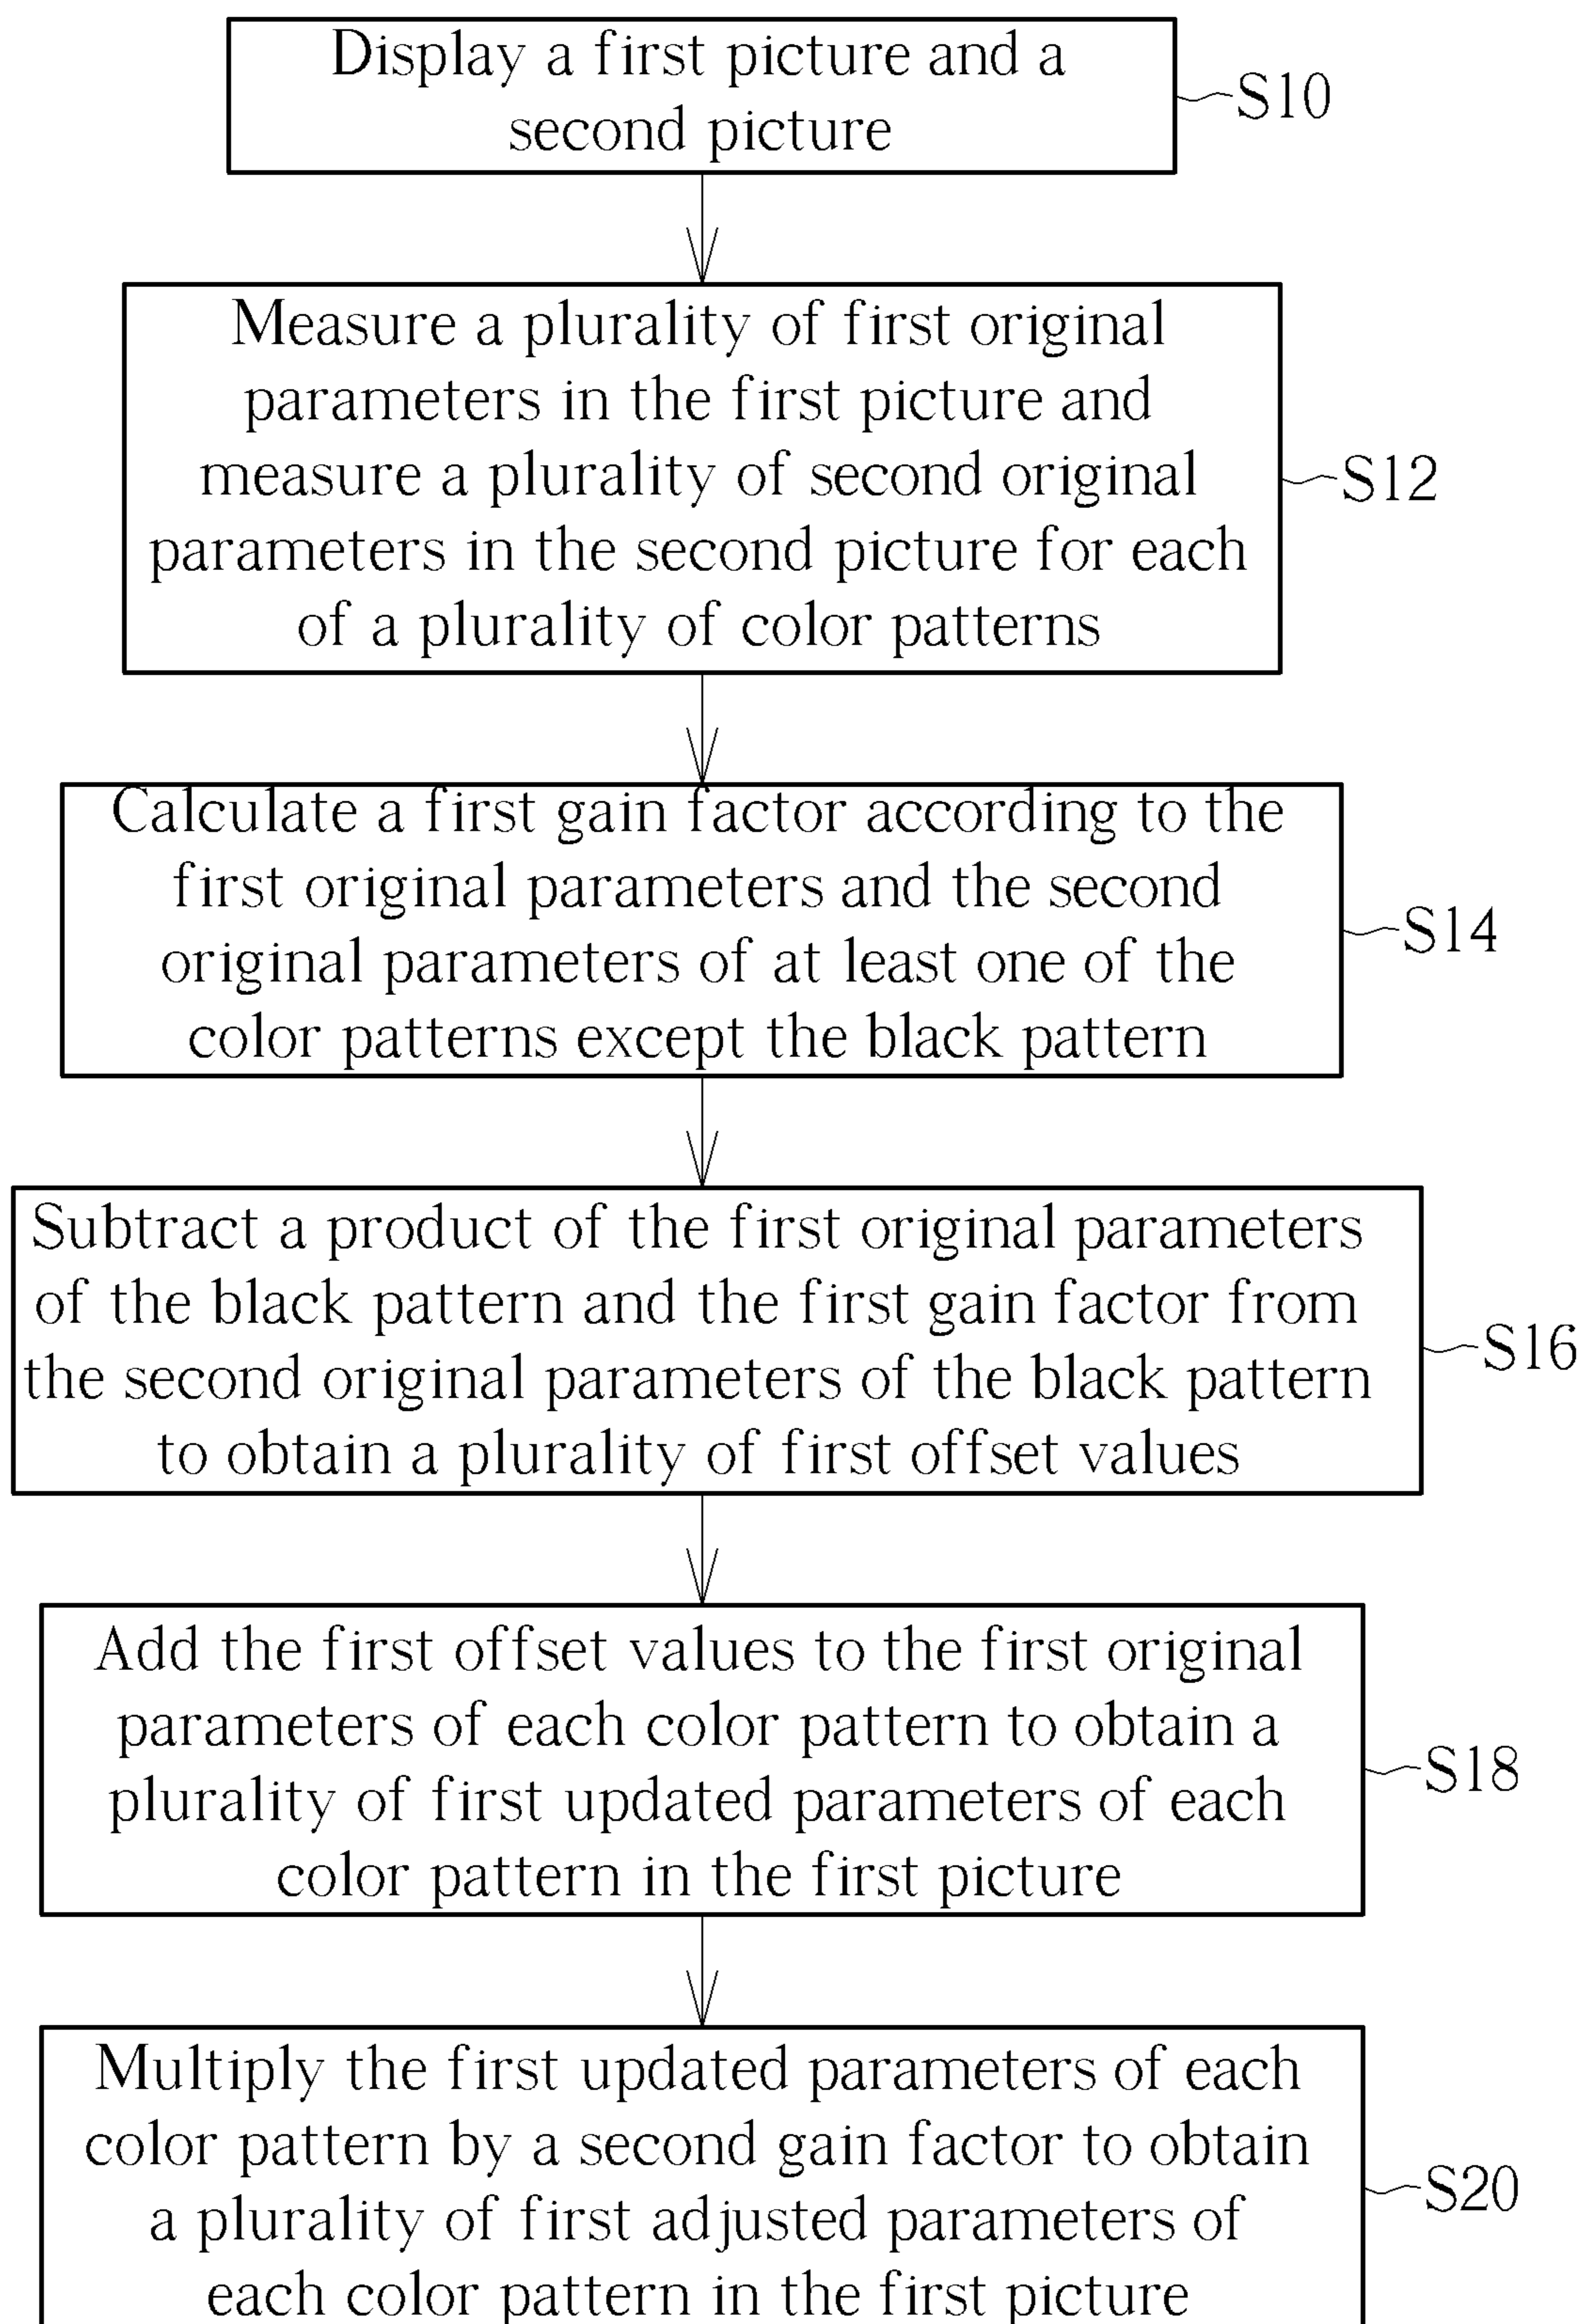 Display a first picture and a
second picture
S10
Measure a plurality of first original
parameters in the first picture and
measure a plurality of second original
parameters in the second picture for each
of a plurality of color patterns
S12
Calculate a first gain factor according to the
first original parameters and the second
original parameters of at least one of the
color patterns except the black pattern
S14
Subtract a product of the first original parameters
of the black pattern and the first gain factor from
the second original parameters of the black pattern
to obtain a plurality of first offset values
S16
Add the first offset values to the first original
parameters of each color pattern to obtain a
plurality of first updated parameters of each
color pattern in the first picture
S18
Multiply the first updated parameters of each
color pattern by a second gain factor to obtain
a plurality of first adjusted parameters of
each color pattern in the first picture
S20